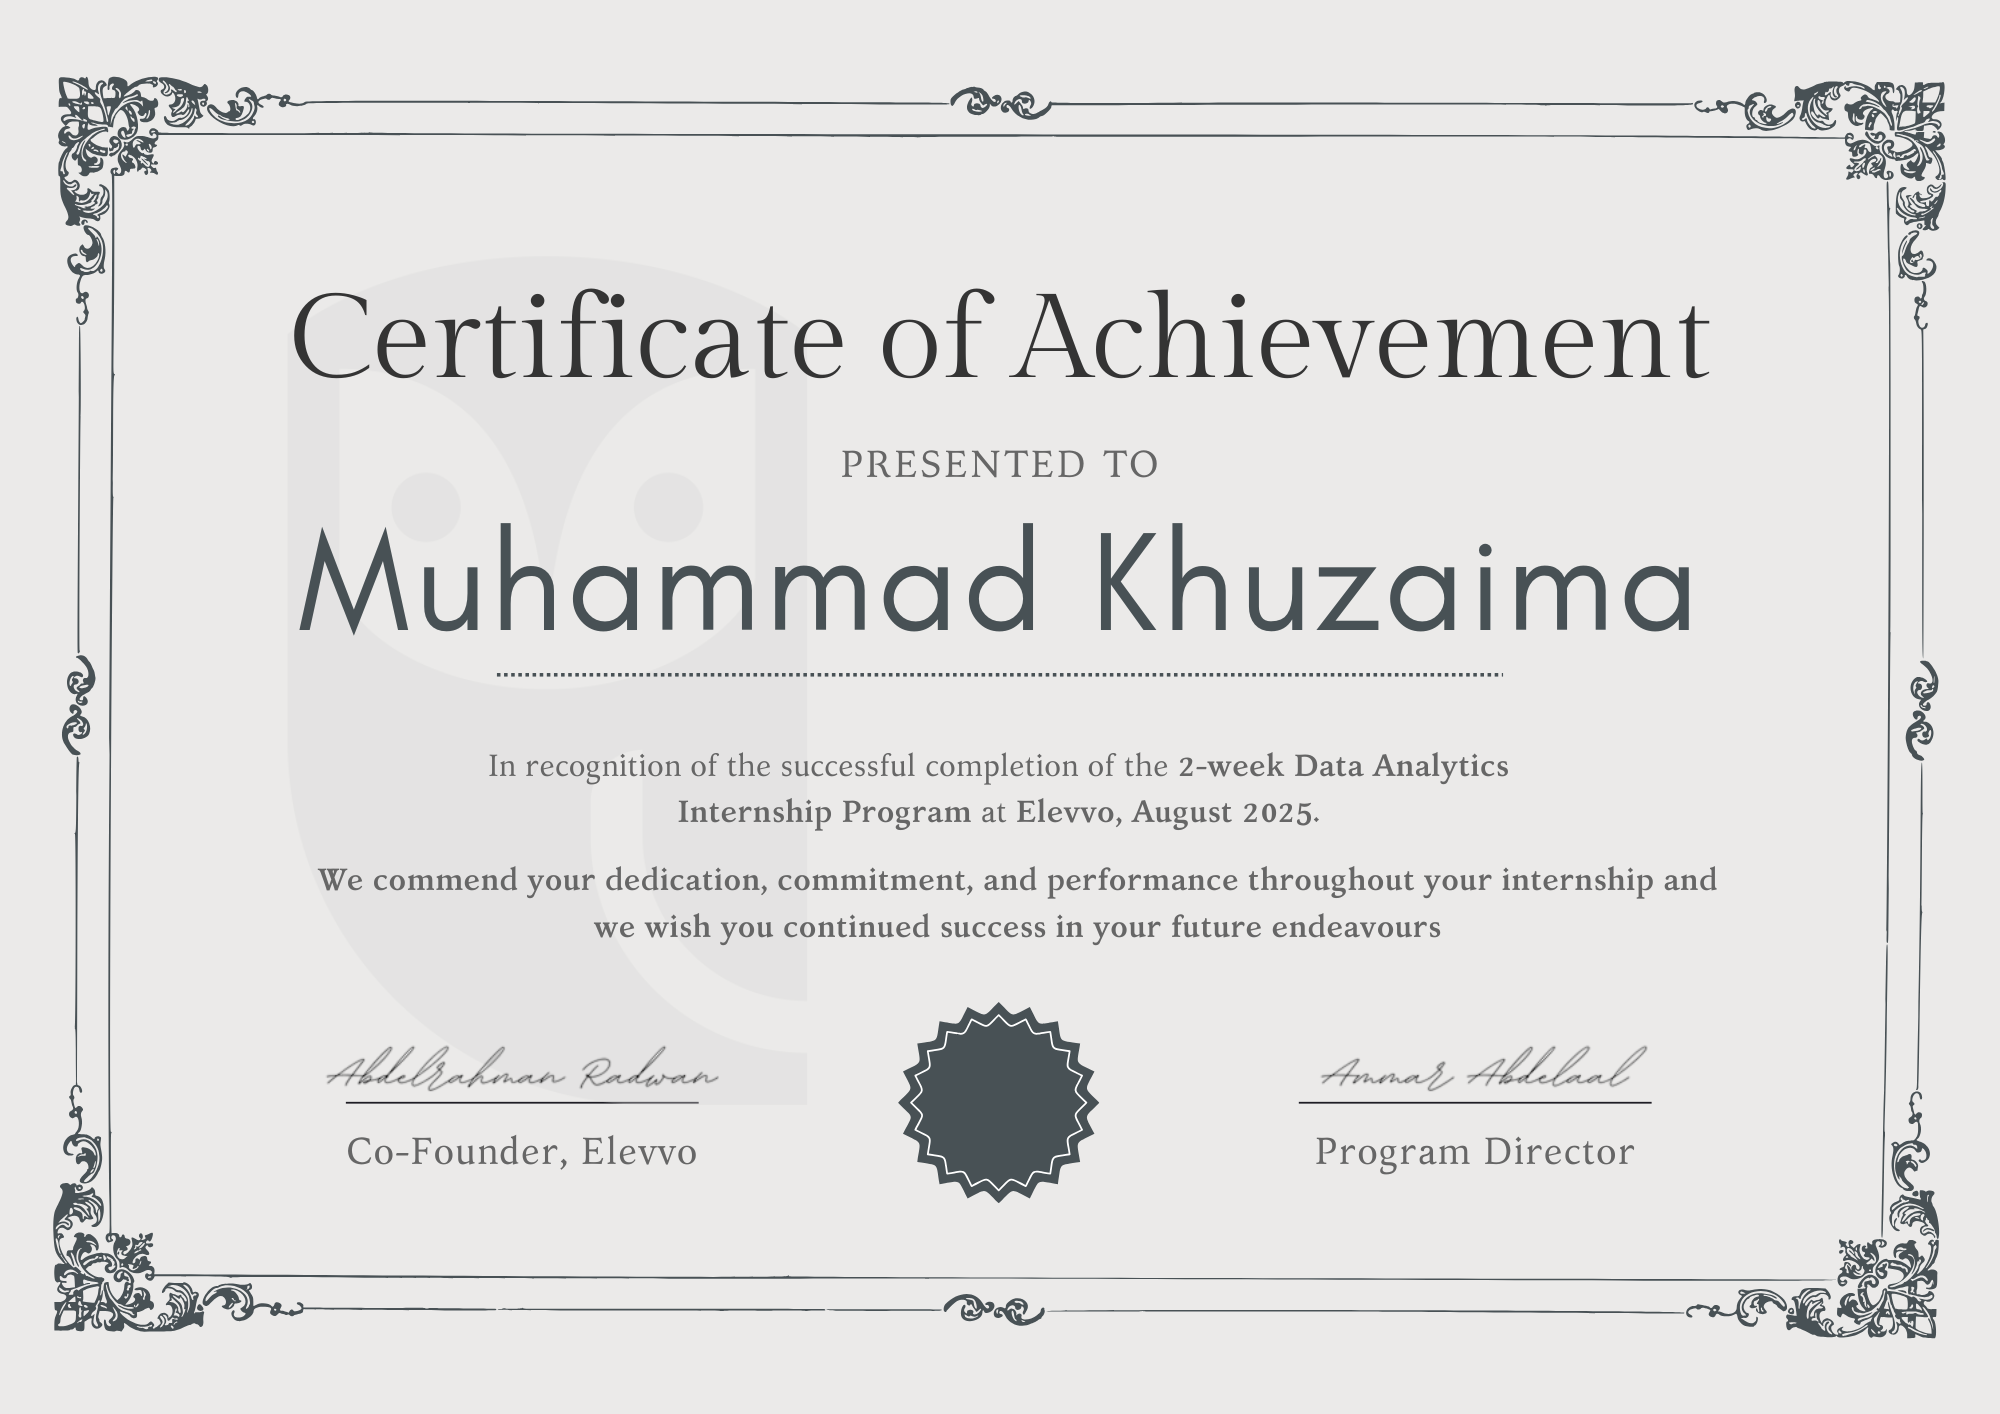 Certificate of Achievement
PRESENTED TO
Muhammad Khuzaima
In recognition of the successful completion of the 2-week Data Analytics
Internship Program at Elevvo, August 2025.
We commend your dedication, commitment, and performance throughout your internship and
we wish you continued success in your future endeavours
Abdelrahman Radwan
Ammar Abdelaal
Co-Founder, Elevvo
Program Director